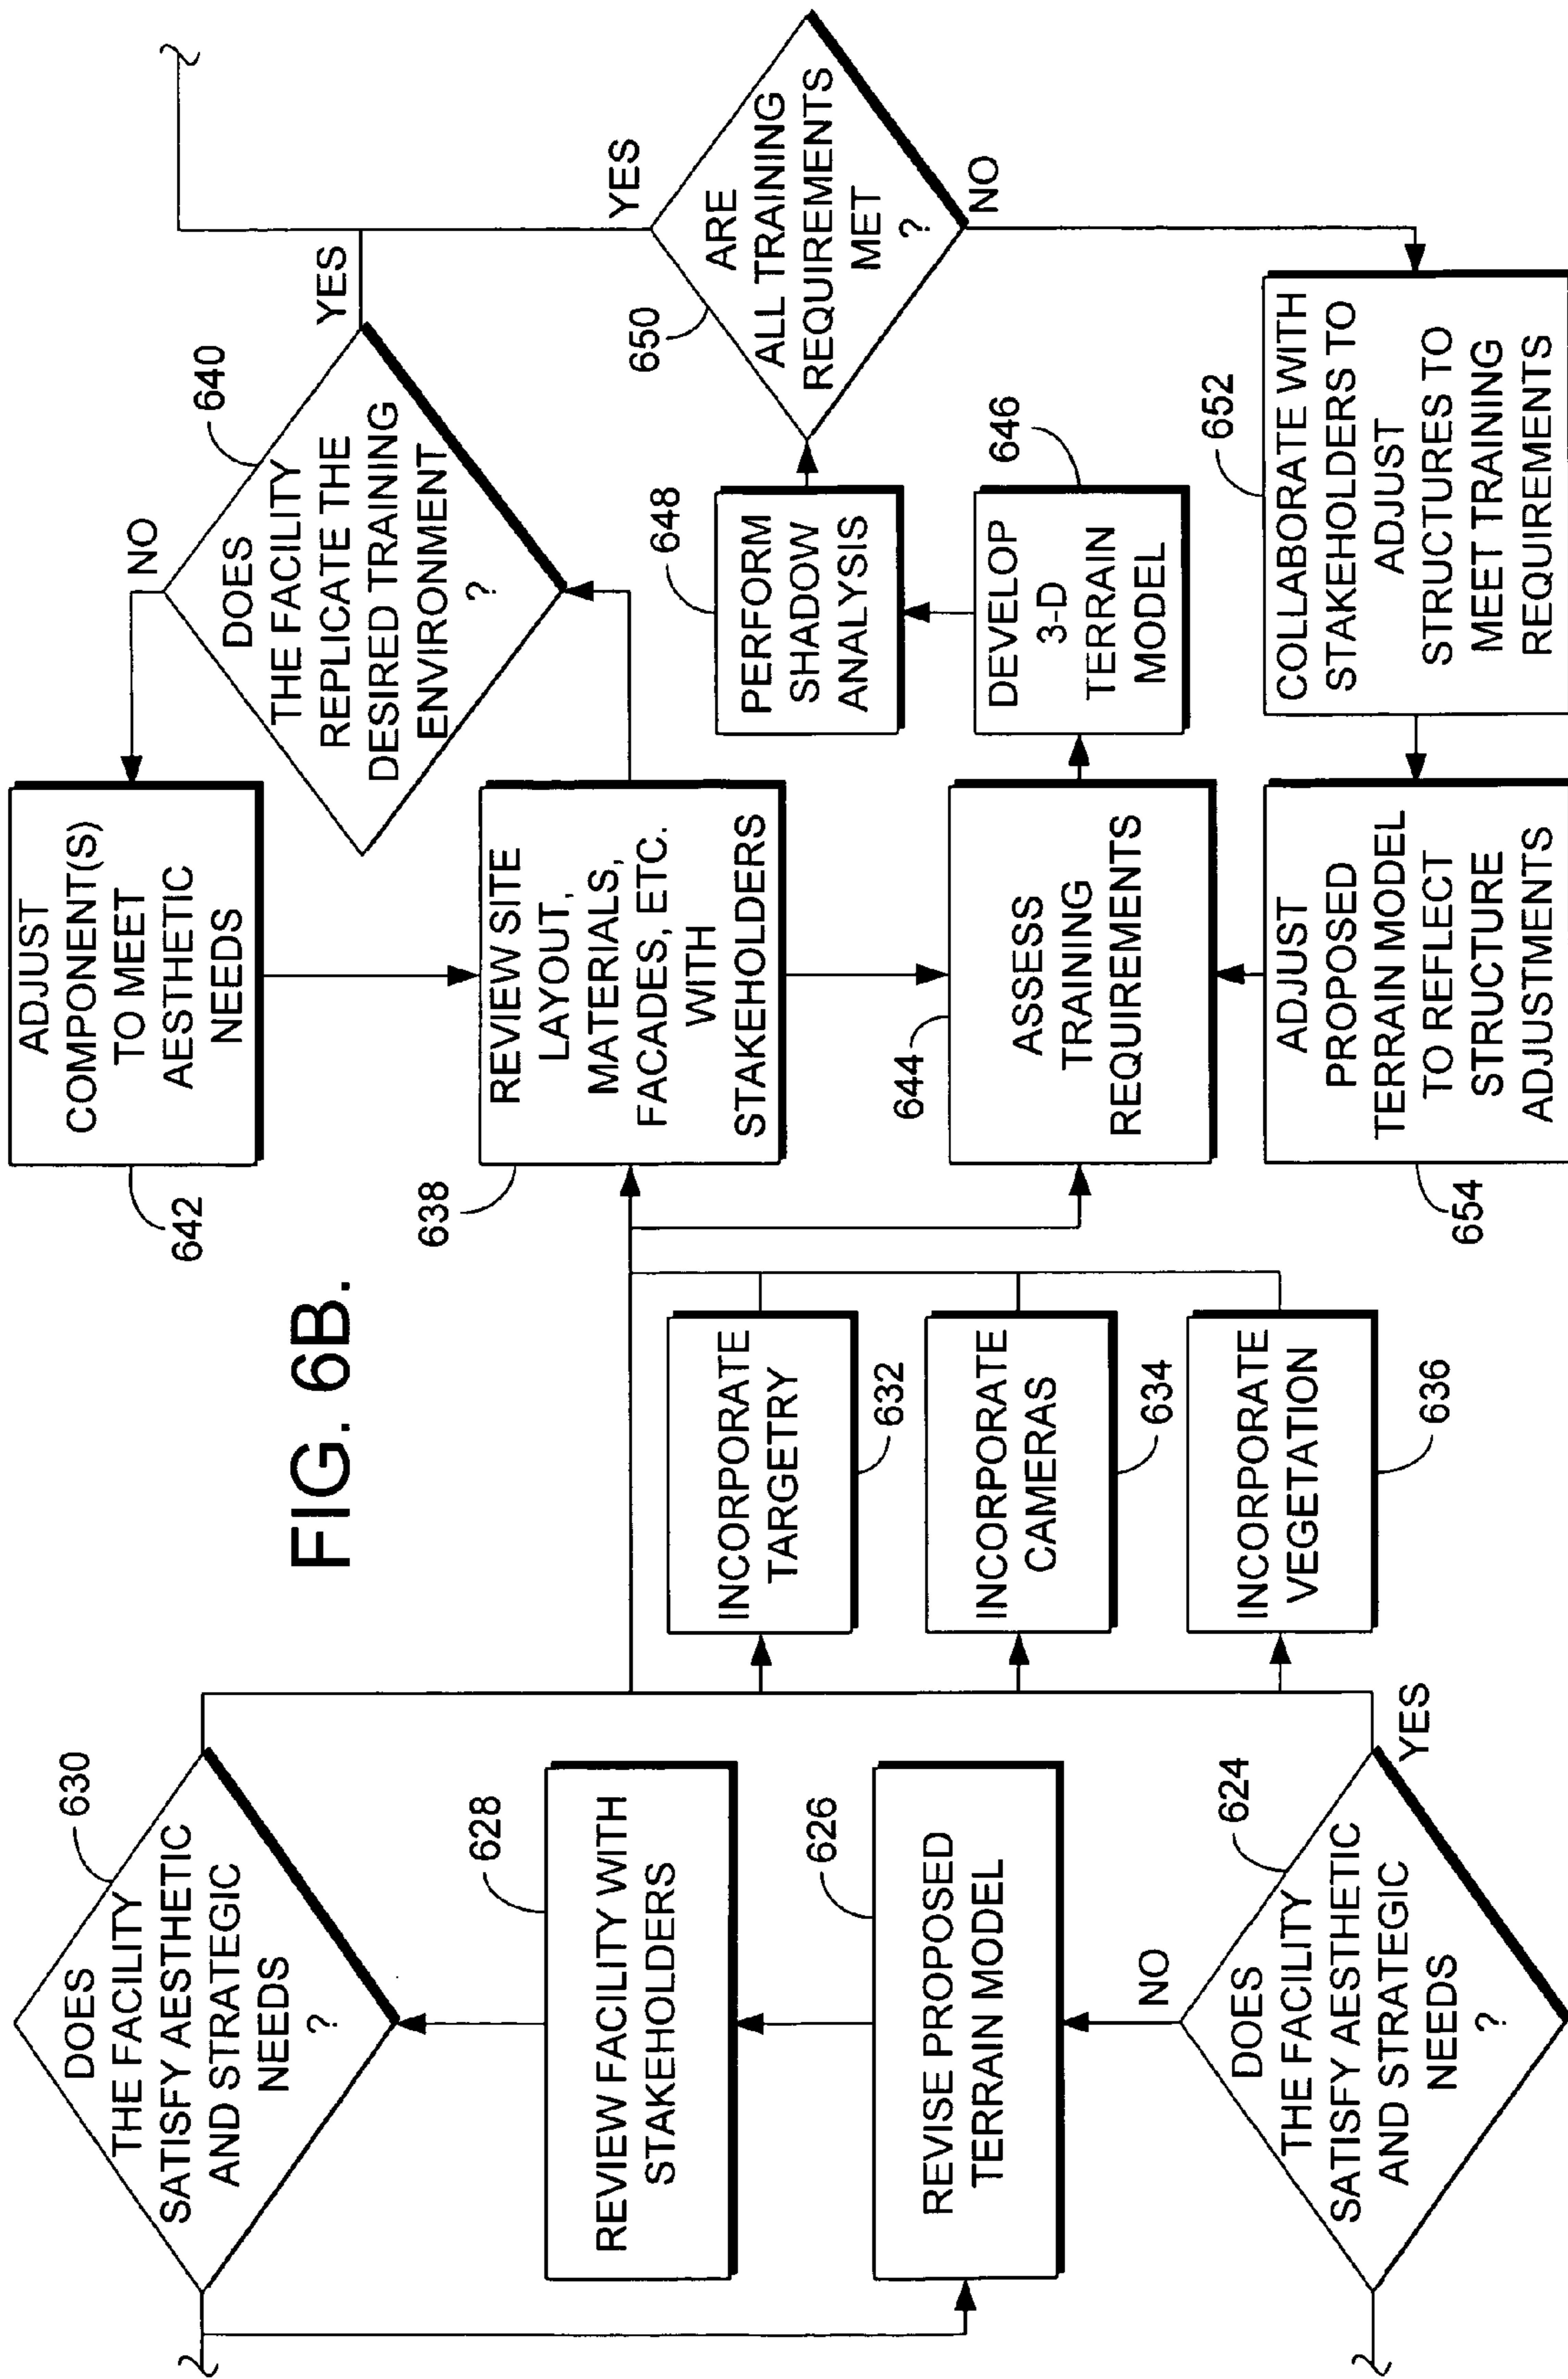 FIG. 6B.
DOES
THE FACILITY
SATISFY AESTHETIC
AND STRATEGIC
NEEDS
?
630
REVIEW FACILITY WITH
STAKEHOLDERS
628
REVISE PROPOSED
TERRAIN MODEL
626
NO
DOES
THE FACILITY
SATISFY AESTHETIC
AND STRATEGIC
NEEDS
?
624
YES
INCORPORATE
TARGETRY
632
INCORPORATE
CAMERAS
634
INCORPORATE
VEGETATION
636
ADJUST
COMPONENT(S)
TO MEET
AESTHETIC
NEEDS
642
REVIEW SITE
LAYOUT,
MATERIALS,
FACADES, ETC.
WITH
STAKEHOLDERS
638
ASSESS
TRAINING
REQUIREMENTS
644
ADJUST
PROPOSED
TERRAIN MODEL
TO REFLECT
STRUCTURE
ADJUSTMENTS
654
NO
DOES
THE FACILITY
REPLICATE THE
DESIRED TRAINING
ENVIRONMENT
?
640
YES
PERFORM
SHADOW
ANALYSIS
648
DEVELOP
3-D
TERRAIN
MODEL
646
YES
ARE
ALL TRAINING
REQUIREMENTS
MET
?
650
NO
COLLABORATE WITH
STAKEHOLDERS TO
ADJUST
STRUCTURES TO
MEET TRAINING
REQUIREMENTS
652